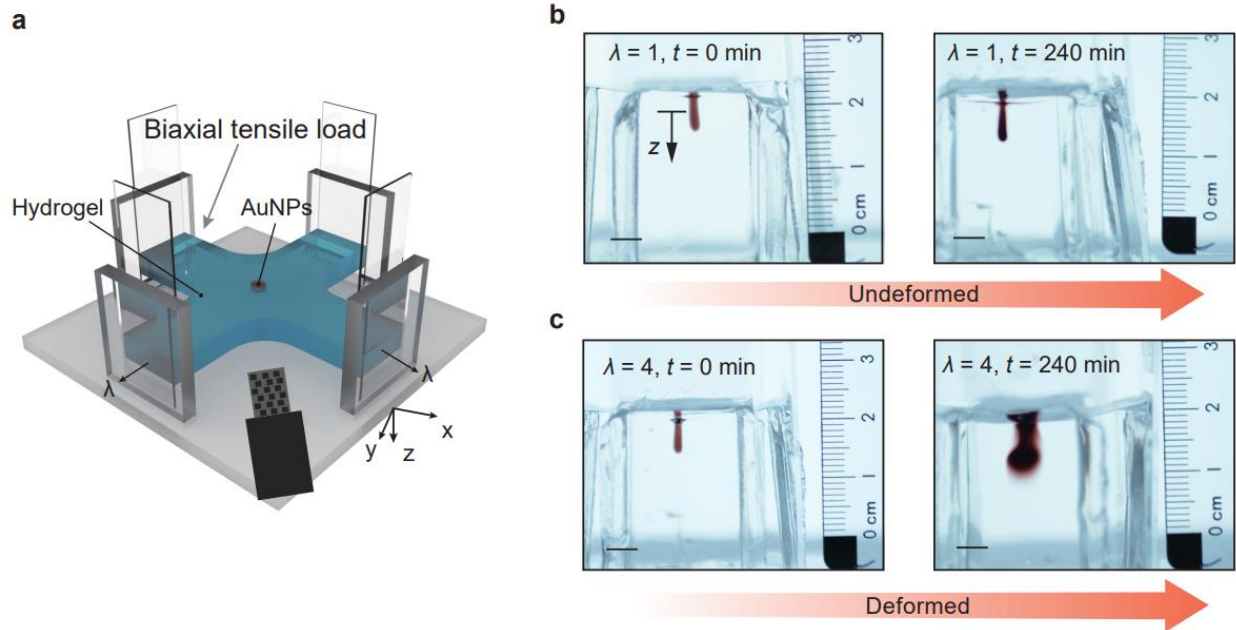 a
Biaxial tensile load
Hydrogel
AuNPs
λ
λ
x
y
z
b
λ = 1, t = 0 min
z
3
2
1
0 cm
λ = 1, t = 240 min
3
2
1
0 cm
Undeformed
c
λ = 4, t = 0 min
3
2
1
0 cm
λ = 4, t = 240 min
3
2
1
0 cm
Deformed